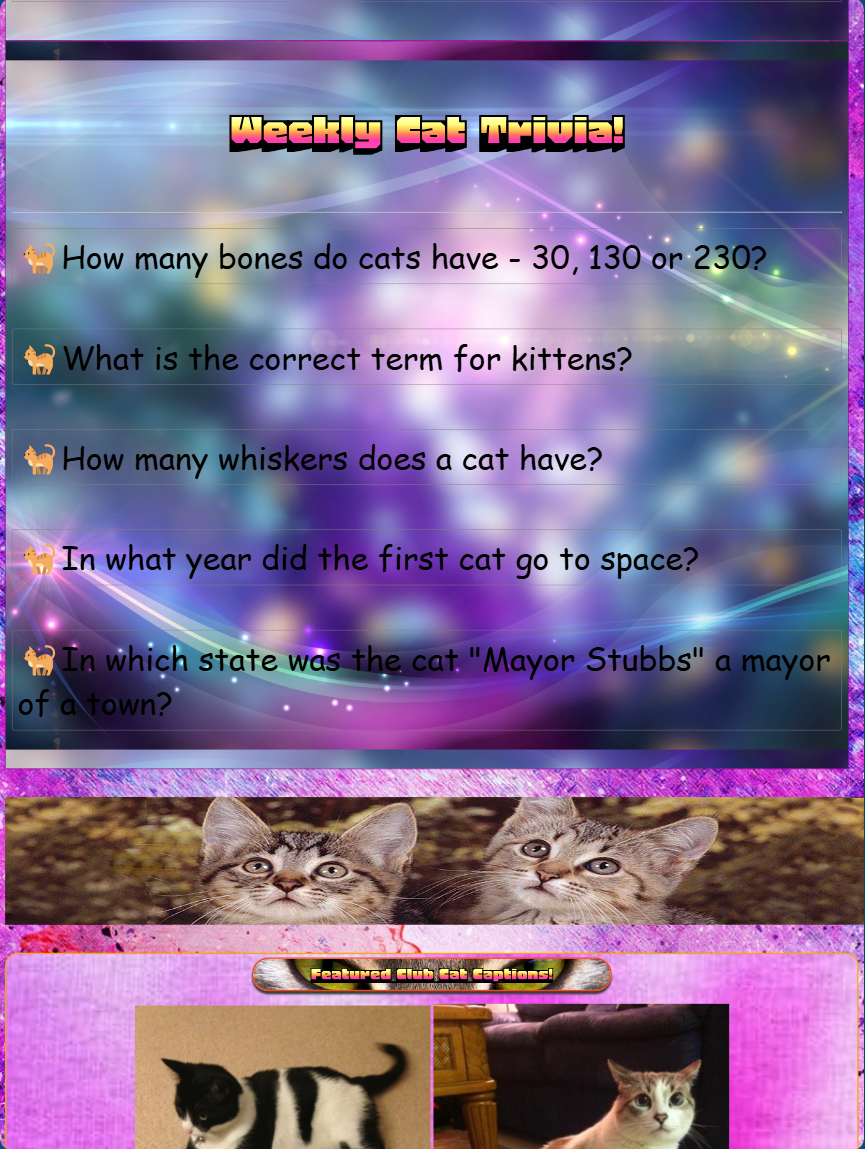 Weekly Cat Trivia!
How many bones do cats have - 30, 130 or 230?
What is the correct term for kittens?
How many whiskers does a cat have?
In what year did the first cat go to space?
In which state was the cat "Mayor Stubbs" a mayor
of a town?
Featured Club Cat Captions!